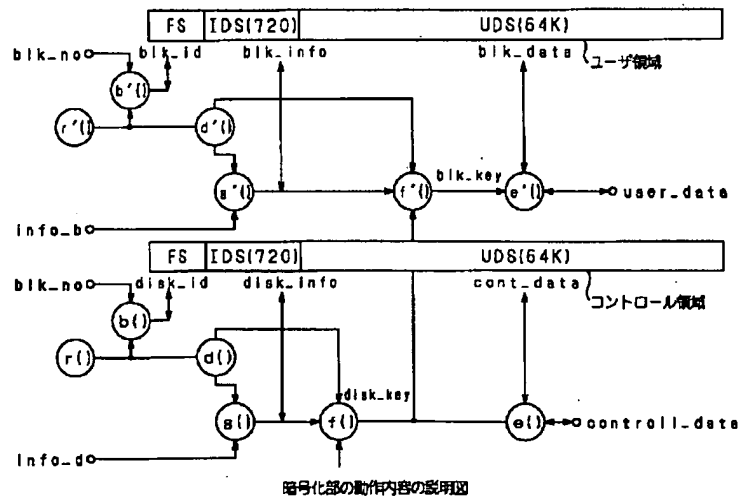 FS IDS(720) UDS(64K)
blk_no blk_id blk_info blk_data ユーザ領域
b'()
r'() d'()
s'() f'() blk_key e'() user_data
info_b
FS IDS(720) UDS(64K)
blk_no disk_id disk_info cont_data コントロール領域
b()
r() d()
disk_key
s() f() e() controll_data
info_d
暗号化部の動作内容の説明図